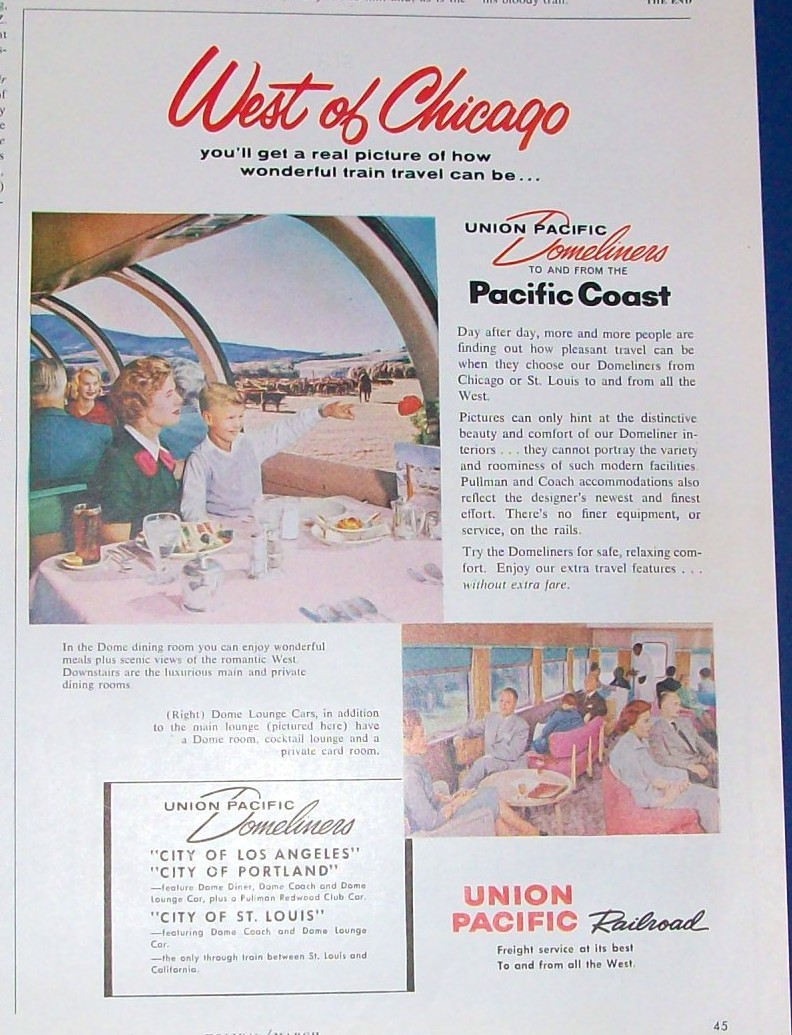 his bloody trail.
THE END
West of Chicago
you'll get a real picture of how
wonderful train travel can be...
UNION PACIFIC
Domeliners
TO AND FROM THE
Pacific Coast
Day after day, more and more people are
finding out how pleasant travel can be
when they choose our Domeliners from
Chicago or St. Louis to and from all the
West.
Pictures can only hint at the distinctive
beauty and comfort of our Domeliner in-
teriors . . . they cannot portray the variety
and roominess of such modern facilities.
Pullman and Coach accommodations also
reflect the designer's newest and finest
effort. There's no finer equipment, or
service, on the rails.
Try the Domeliners for safe, relaxing com-
fort. Enjoy our extra travel features . . .
without extra fare.
In the Dome dining room you can enjoy wonderful
meals plus scenic views of the romantic West.
Downstairs are the luxurious main and private
dining rooms.
(Right) Dome Lounge Cars, in addition
to the main lounge (pictured here) have
a Dome room, cocktail lounge and a
private card room.
UNION PACIFIC
Domeliners
"CITY OF LOS ANGELES"
"CITY OF PORTLAND"
—feature Dome Diner, Dome Coach and Dome
Lounge Car, plus a Pullman Redwood Club Car.
"CITY OF ST. LOUIS"
—featuring Dome Coach and Dome Lounge
Car.
—the only through train between St. Louis and
California.
UNION
PACIFIC Railroad
Freight service at its best
To and from all the West.
45